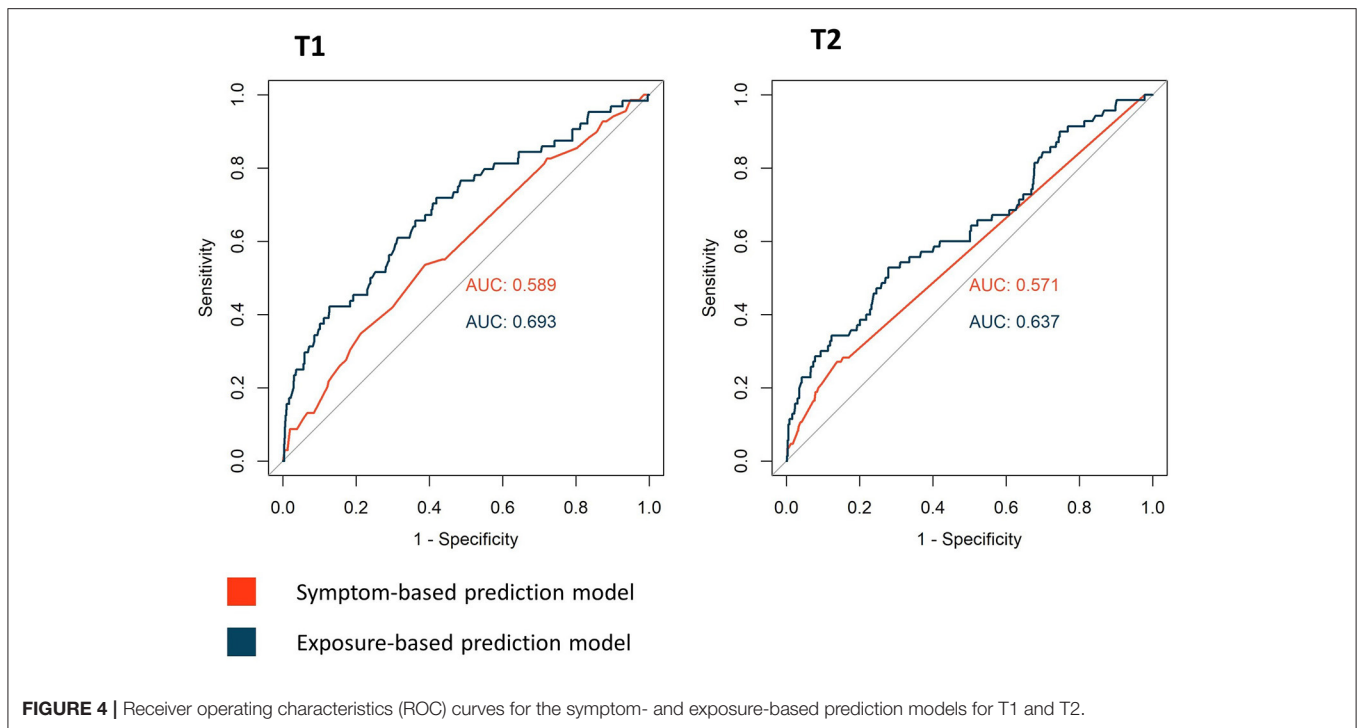 T1
Sensitivity
1.0
0.8
0.6
0.4
0.2
0.0
AUC: 0.589
AUC: 0.693
0.0 0.2 0.4 0.6 0.8 1.0
1 - Specificity
T2
Sensitivity
1.0
0.8
0.6
0.4
0.2
0.0
AUC: 0.571
AUC: 0.637
0.0 0.2 0.4 0.6 0.8 1.0
1 - Specificity
Symptom-based prediction model
Exposure-based prediction model
FIGURE 4 | Receiver operating characteristics (ROC) curves for the symptom- and exposure-based prediction models for T1 and T2.